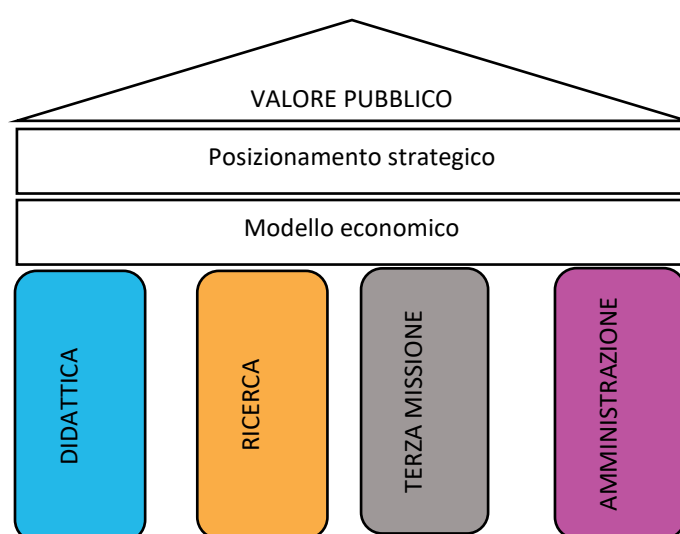 VALORE PUBBLICO
Posizionamento strategico
Modello economico
DIDATTICA
RICERCA
TERZA MISSIONE
AMMINISTRAZIONE